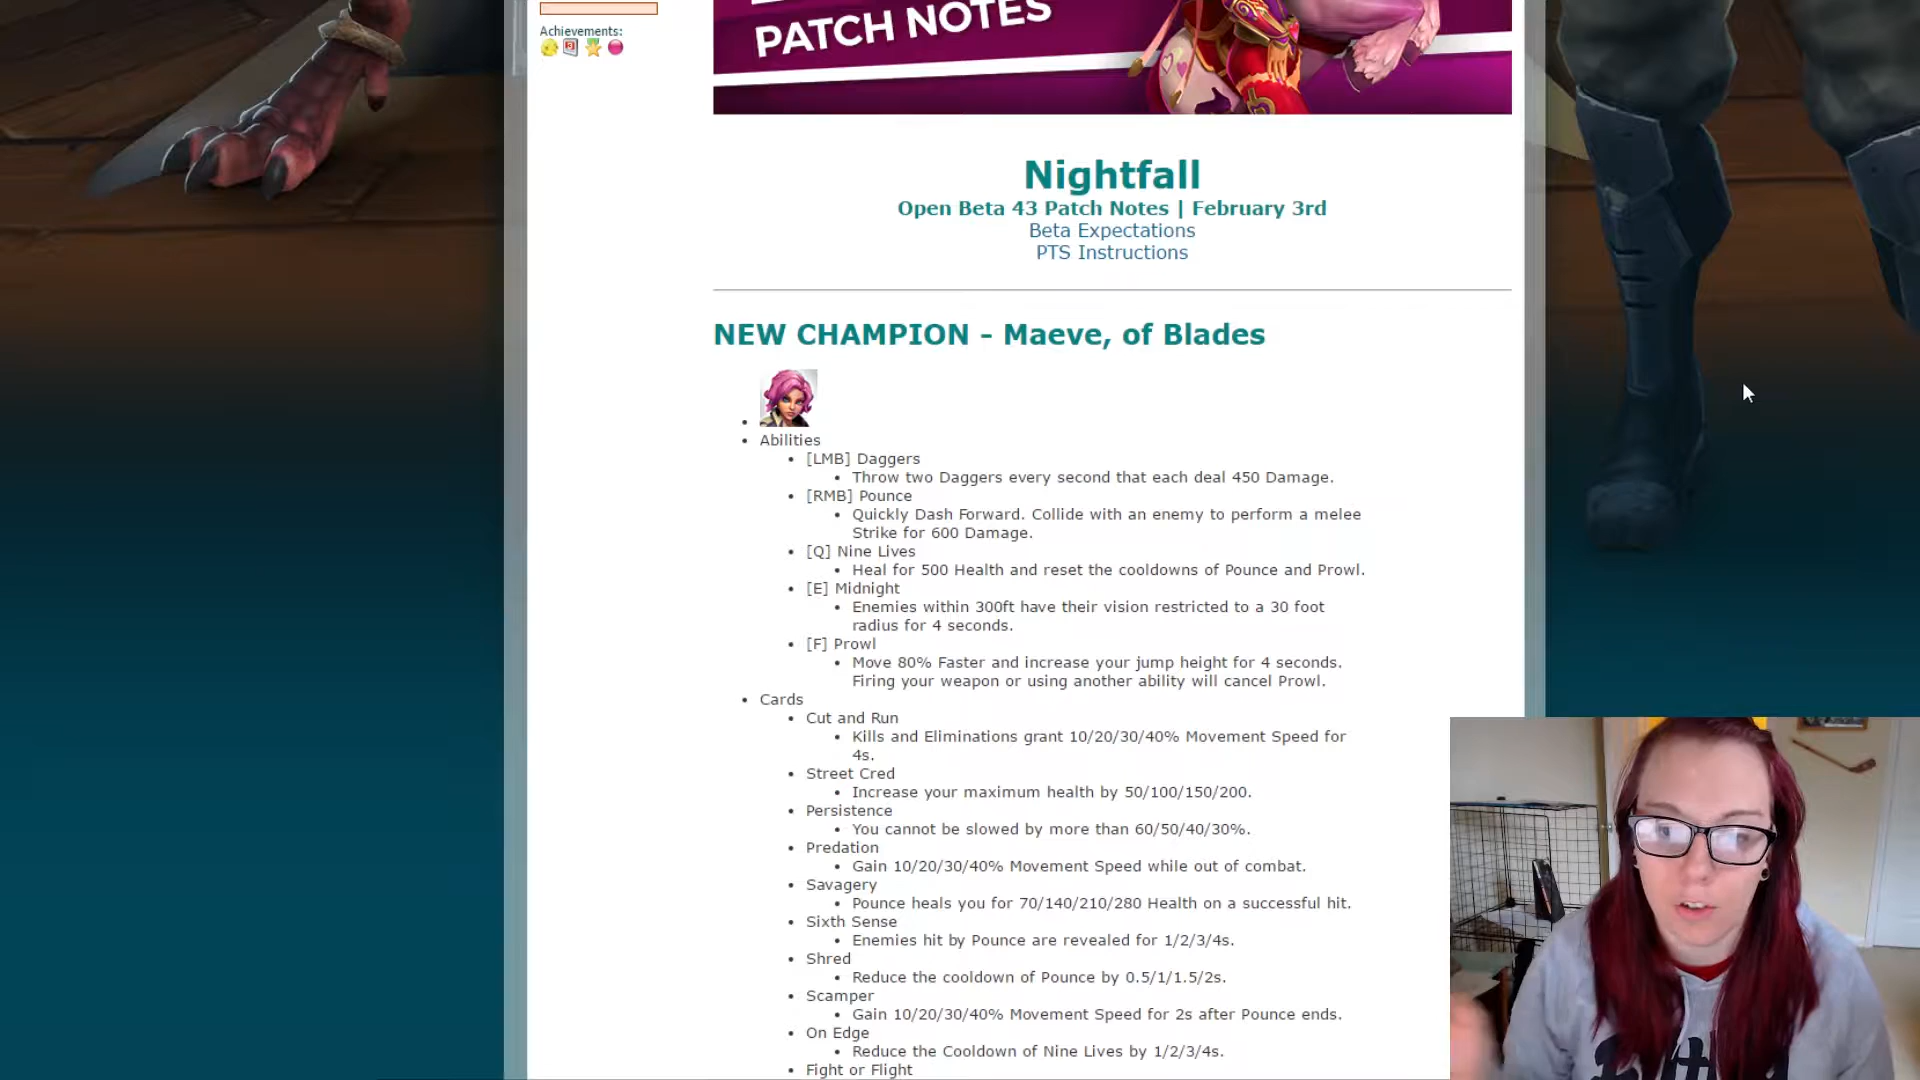 Achievements:
PATCH NOTES
Nightfall
Open Beta 43 Patch Notes | February 3rd
Beta Expectations
PTS Instructions
NEW CHAMPION - Maeve, of Blades
Abilities
[LMB] Daggers
Throw two Daggers every second that each deal 450 Damage.
[RMB] Pounce
Quickly Dash Forward. Collide with an enemy to perform a melee
Strike for 600 Damage.
[Q] Nine Lives
Heal for 500 Health and reset the cooldowns of Pounce and Prowl.
[E] Midnight
Enemies within 300ft have their vision restricted to a 30 foot
radius for 4 seconds.
[F] Prowl
Move 80% Faster and increase your jump height for 4 seconds.
Firing your weapon or using another ability will cancel Prowl.
Cards
Cut and Run
Kills and Eliminations grant 10/20/30/40% Movement Speed for
4s.
Street Cred
Increase your maximum health by 50/100/150/200.
Persistence
You cannot be slowed by more than 60/50/40/30%.
Predation
Gain 10/20/30/40% Movement Speed while out of combat.
Savagery
Pounce heals you for 70/140/210/280 Health on a successful hit.
Sixth Sense
Enemies hit by Pounce are revealed for 1/2/3/4s.
Shred
Reduce the cooldown of Pounce by 0.5/1/1.5/2s.
Scamper
Gain 10/20/30/40% Movement Speed for 2s after Pounce ends.
On Edge
Reduce the Cooldown of Nine Lives by 1/2/3/4s.
Fight or Flight